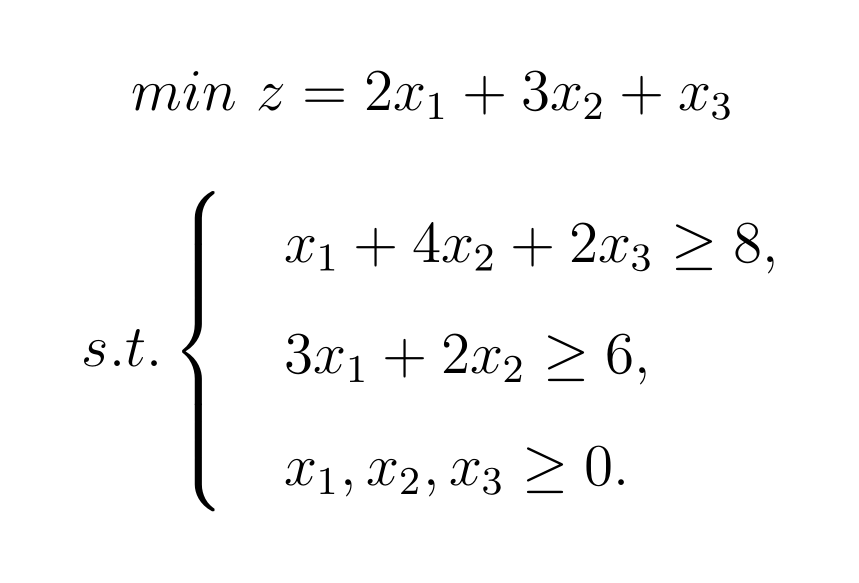 min z = 2x₁ + 3x₂ + x₃
x₁ + 4x₂ + 2x₃ ≥ 8,
s.t. { 3x₁ + 2x₂ ≥ 6,
x₁, x₂, x₃ ≥ 0.